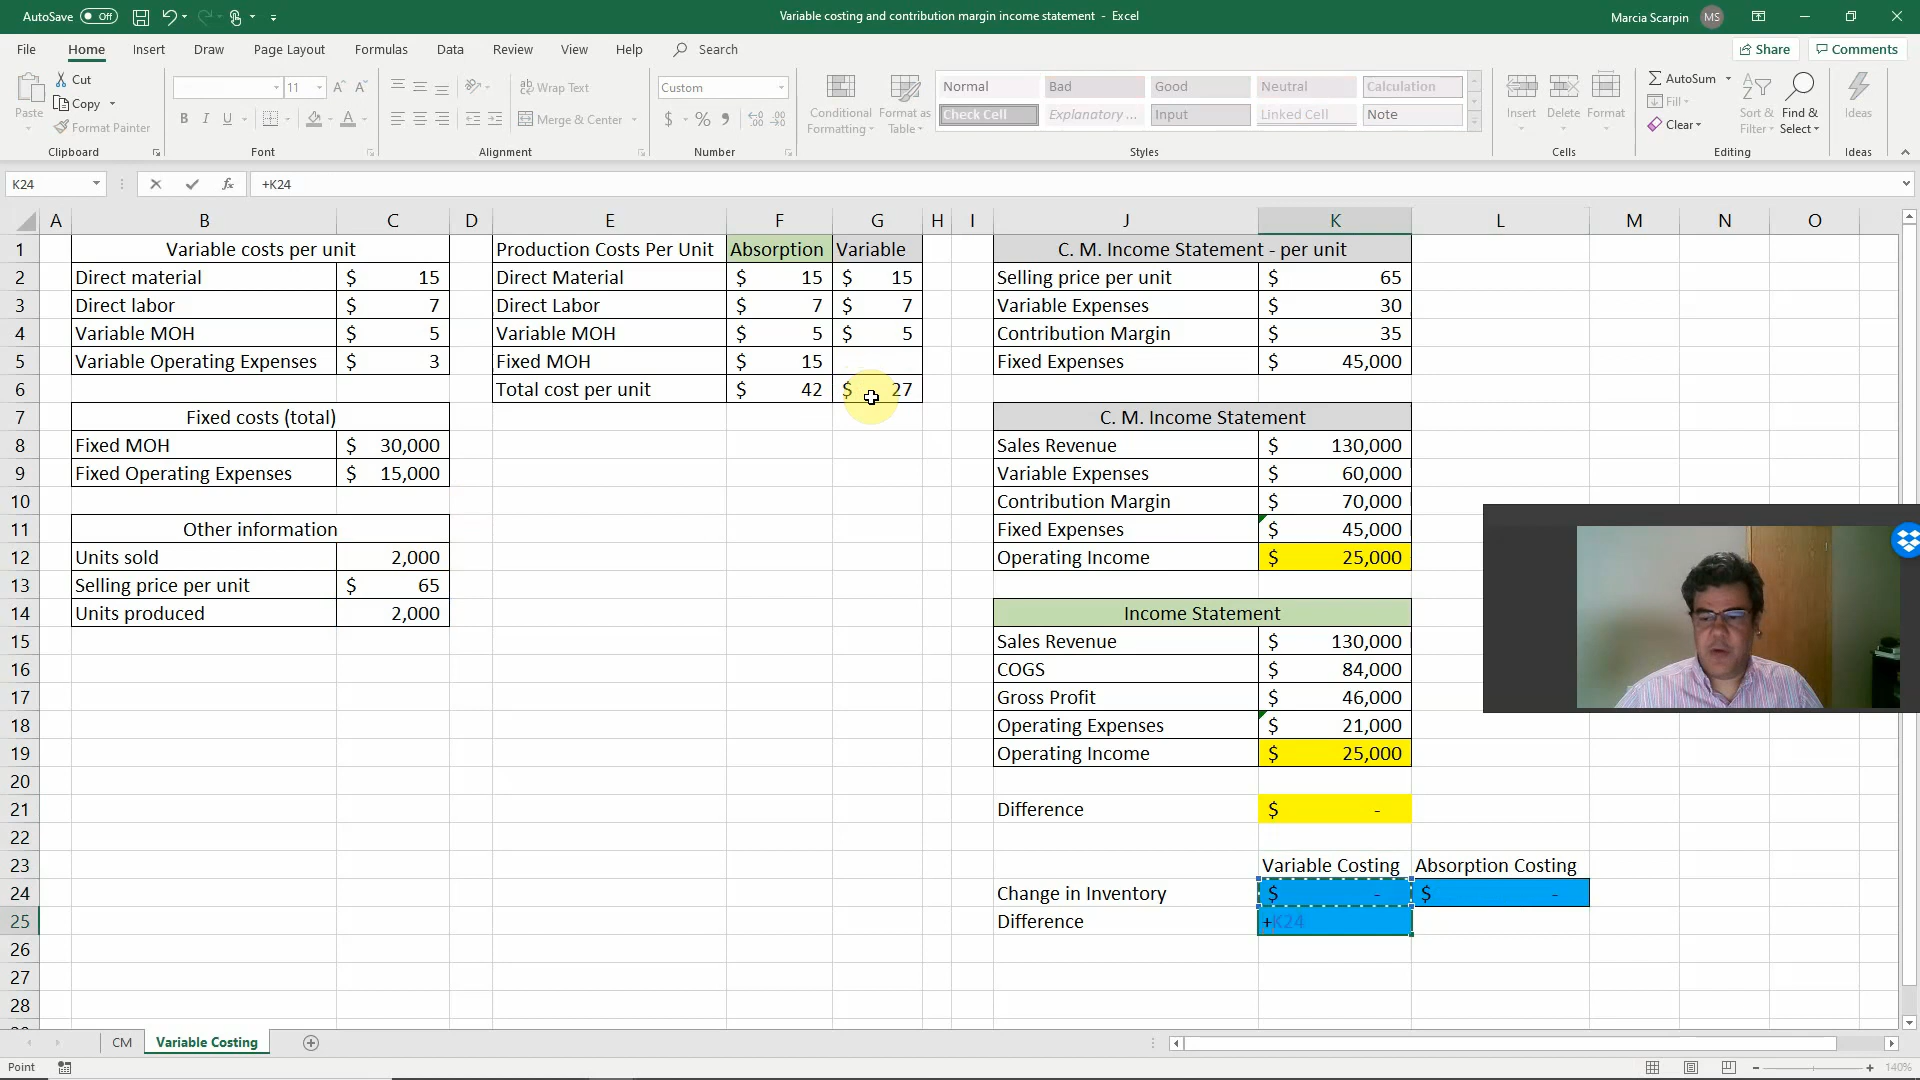 AutoSave Off
Variable costing and contribution margin income statement - Excel
Marcia Scarpin MS
File Home Insert Draw Page Layout Formulas Data Review View Help Search
Share Comments
Paste Cut Copy Format Painter
Clipboard
11 A A
B I U A
Font
Wrap Text
Merge & Center
Alignment
Custom
$ %
Number
Conditional Formatting
Format as Table
Normal Bad Good Neutral Calculation
Check Cell Explanatory ... Input Linked Cell Note
Styles
Insert Delete Format
Cells
AutoSum
Fill
Clear
Sort & Filter
Find & Select
Editing
Ideas
Ideas
K24 fx +K24
A B C D E F G H I J K L M N O
1 Variable costs per unit Production Costs Per Unit Absorption Variable C. M. Income Statement - per unit
2 Direct material $ 15 Direct Material $ 15 $ 15 Selling price per unit $ 65
3 Direct labor $ 7 Direct Labor $ 7 $ 7 Variable Expenses $ 30
4 Variable MOH $ 5 Variable MOH $ 5 $ 5 Contribution Margin $ 35
5 Variable Operating Expenses $ 3 Fixed MOH $ 15 Fixed Expenses $ 45,000
6 Total cost per unit $ 42 $ 27
7 Fixed costs (total) C. M. Income Statement
8 Fixed MOH $ 30,000 Sales Revenue $ 130,000
9 Fixed Operating Expenses $ 15,000 Variable Expenses $ 60,000
10 Contribution Margin $ 70,000
11 Other information Fixed Expenses $ 45,000
12 Units sold 2,000 Operating Income $ 25,000
13 Selling price per unit $ 65
14 Units produced 2,000 Income Statement
15 Sales Revenue $ 130,000
16 COGS $ 84,000
17 Gross Profit $ 46,000
18 Operating Expenses $ 21,000
19 Operating Income $ 25,000
20
21 Difference $ -
22
23 Variable Costing Absorption Costing
24 Change in Inventory $ - $ -
25 Difference +K24
26
27
28
CM Variable Costing
Point
140%